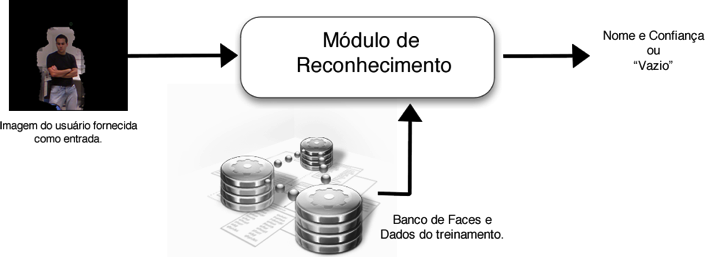 Módulo de
Reconhecimento
Nome e Confiança
ou
“Vazio”
Imagem do usuário fornecida
como entrada.
Banco de Faces e
Dados do treinamento.